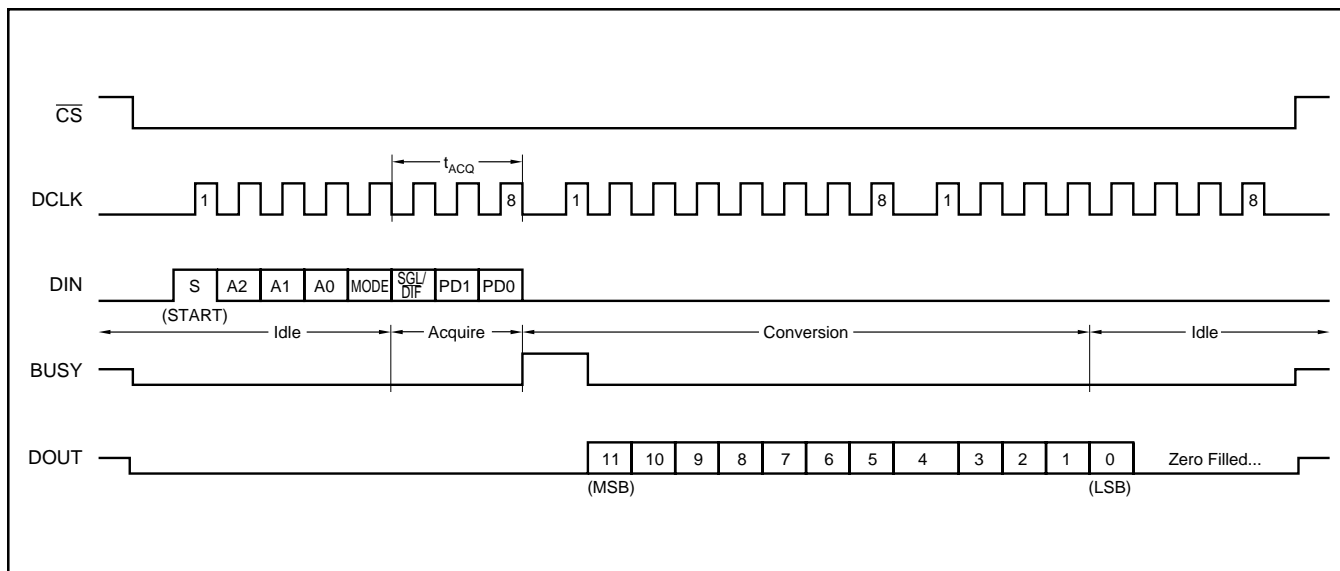 CS
tACQ
DCLK 1 8 1 8 1 8
DIN S A2 A1 A0 MODE SGL/DIF PD1 PD0
(START)
Idle Acquire Conversion Idle
BUSY
DOUT 11 10 9 8 7 6 5 4 3 2 1 0 Zero Filled...
(MSB) (LSB)